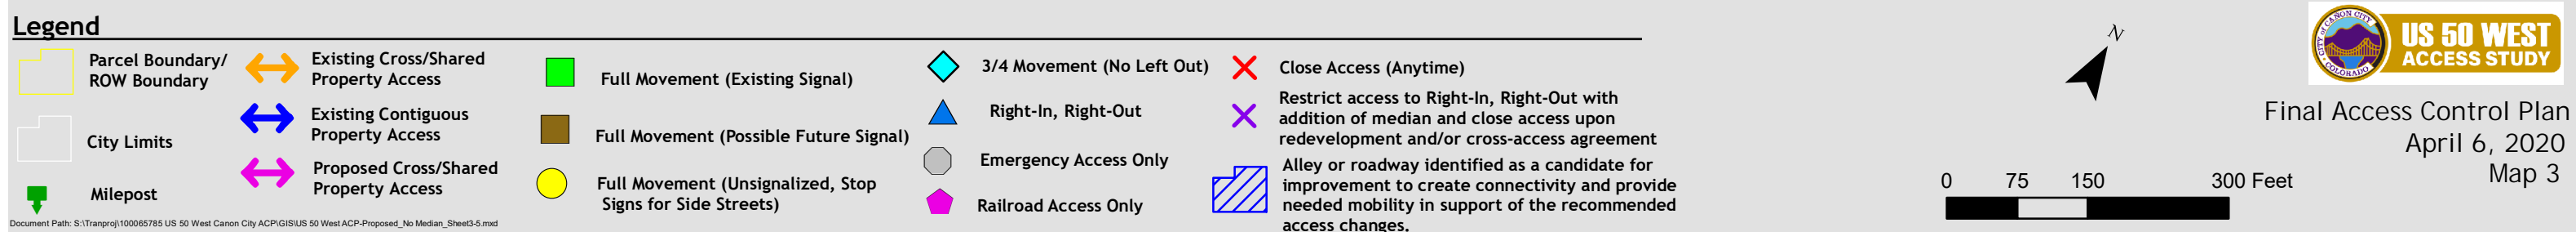 Legend
Parcel Boundary/
ROW Boundary
City Limits
Milepost
Existing Cross/Shared
Property Access
Existing Contiguous
Property Access
Proposed Cross/Shared
Property Access
Full Movement (Existing Signal)
Full Movement (Possible Future Signal)
Full Movement (Unsignalized, Stop
Signs for Side Streets)
3/4 Movement (No Left Out)
Right-In, Right-Out
Emergency Access Only
Railroad Access Only
Close Access (Anytime)
Restrict access to Right-In, Right-Out with
addition of median and close access upon
redevelopment and/or cross-access agreement
Alley or roadway identified as a candidate for
improvement to create connectivity and provide
needed mobility in support of the recommended
access changes.
Document Path: S:\Tranproj\100065785 US 50 West Canon City ACP\GIS\US 50 West ACP-Proposed_No Median_Sheet3-5.mxd
N
0 75 150 300 Feet
CITY OF CANON CITY
COLORADO
US 50 WEST
ACCESS STUDY
Final Access Control Plan
April 6, 2020
Map 3